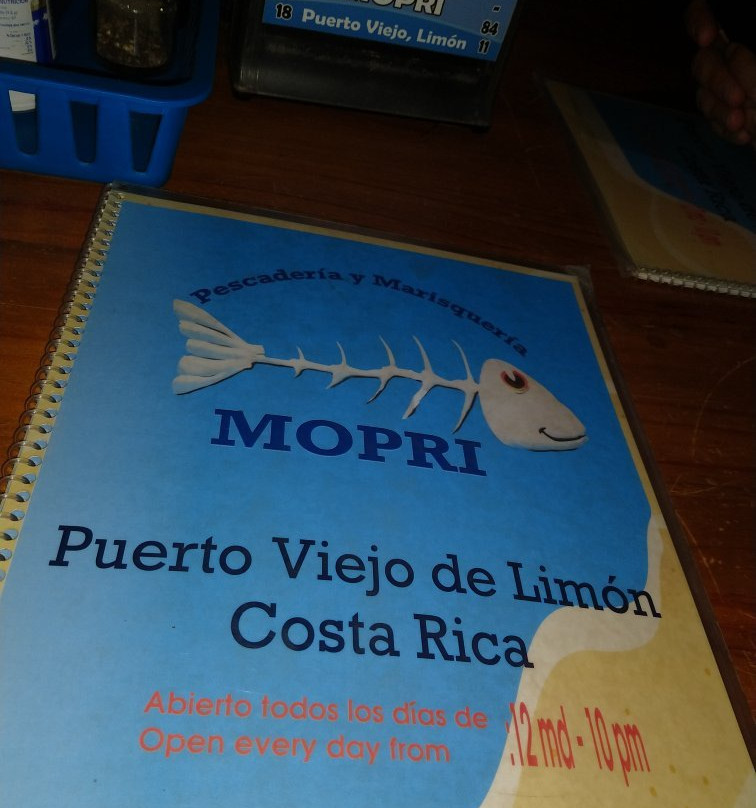 MOPRI
18 Puerto Viejo, Limón 84
11
Pescadería y Marisquería
MOPRI
Puerto Viejo de Limón
Costa Rica
Abierto todos los días de :12 md - 10 pm
Open every day from